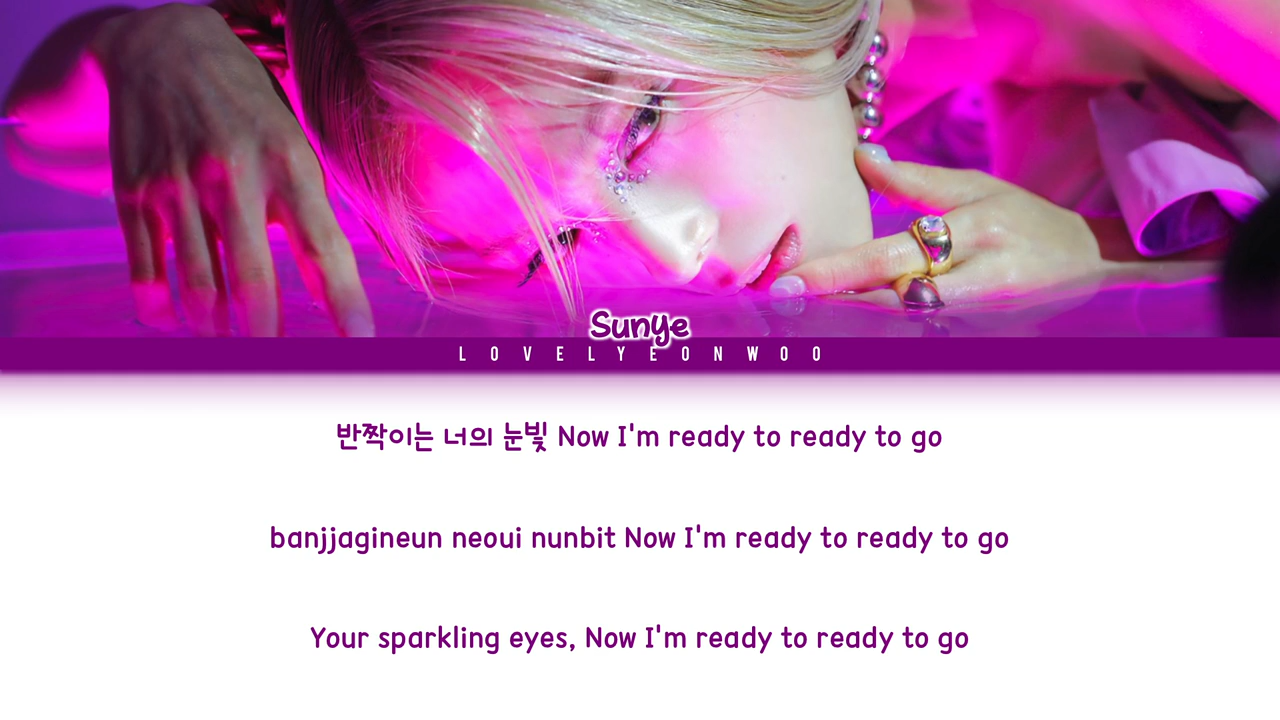 Sunye
LOVELYEONWOO
반짝이는 너의 눈빛 Now I'm ready to ready to go
banjjagineun neoui nunbit Now I'm ready to ready to go
Your sparkling eyes, Now I'm ready to ready to go